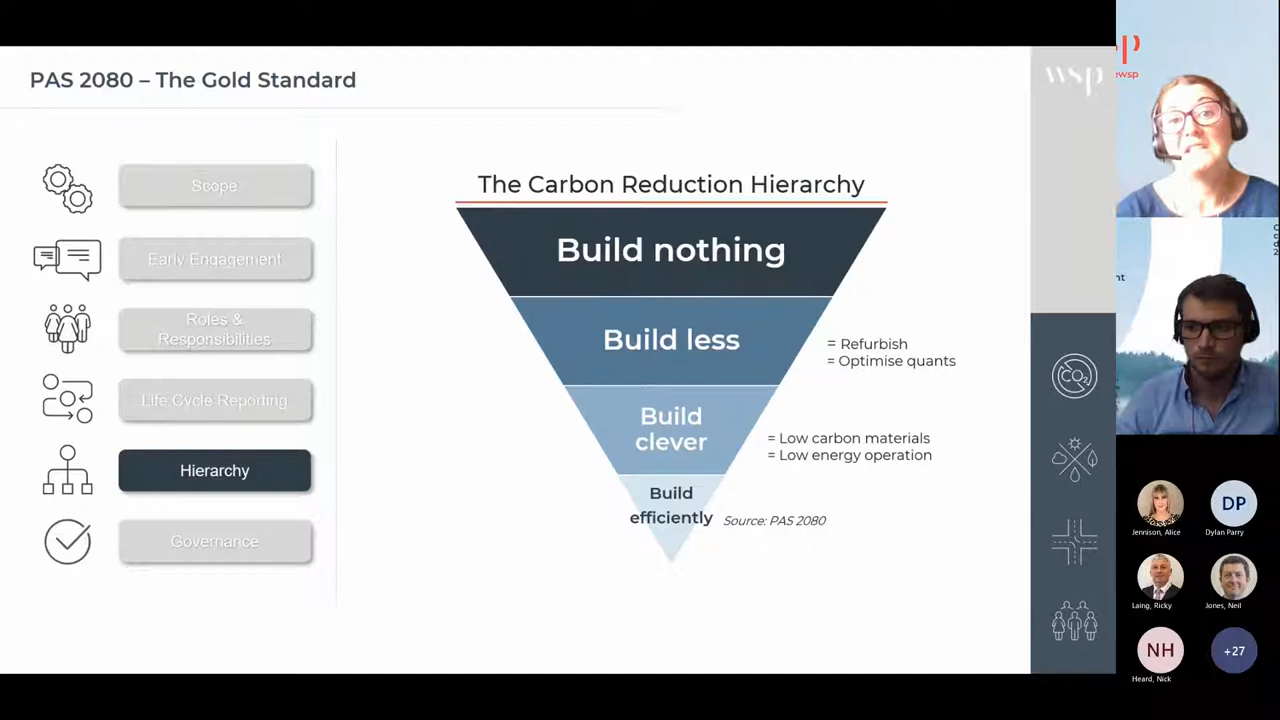 PAS 2080 – The Gold Standard
Scope
Early Engagement
Roles &
Responsibilities
Life Cycle Reporting
Hierarchy
Governance
The Carbon Reduction Hierarchy
Build nothing
Build less
= Refurbish
= Optimise quants
Build
clever
= Low carbon materials
= Low energy operation
Build
efficiently
Source: PAS 2080
wsp
CO2
Jennison, Alice
DP
Dylan Parry
Laing, Ricky
Jones, Neil
NH
Heard, Nick
+27